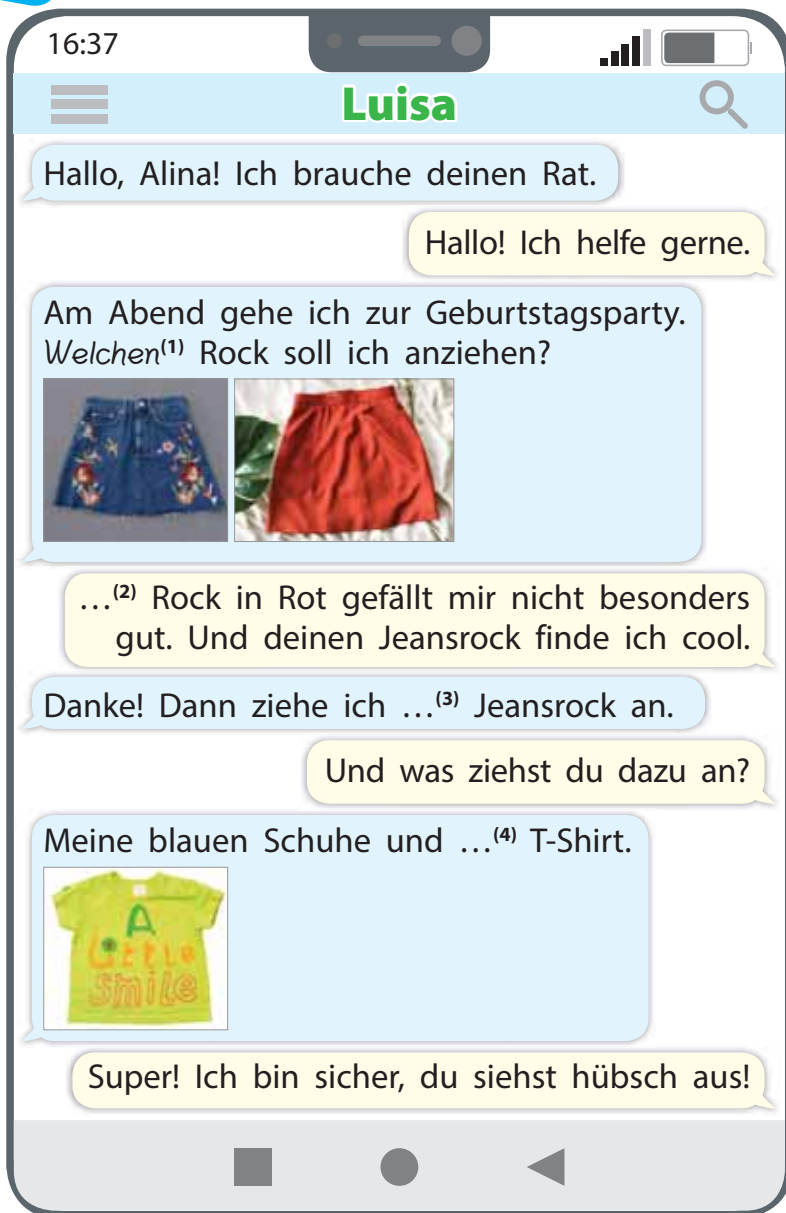 16:37
Luisa
Hallo, Alina! Ich brauche deinen Rat.
Hallo! Ich helfe gerne.
Am Abend gehe ich zur Geburtstagsparty.
Welchen(1) Rock soll ich anziehen?
…(2) Rock in Rot gefällt mir nicht besonders
gut. Und deinen Jeansrock finde ich cool.
Danke! Dann ziehe ich …(3) Jeansrock an.
Und was ziehst du dazu an?
Meine blauen Schuhe und …(4) T-Shirt.
A
Little
smile
Super! Ich bin sicher, du siehst hübsch aus!